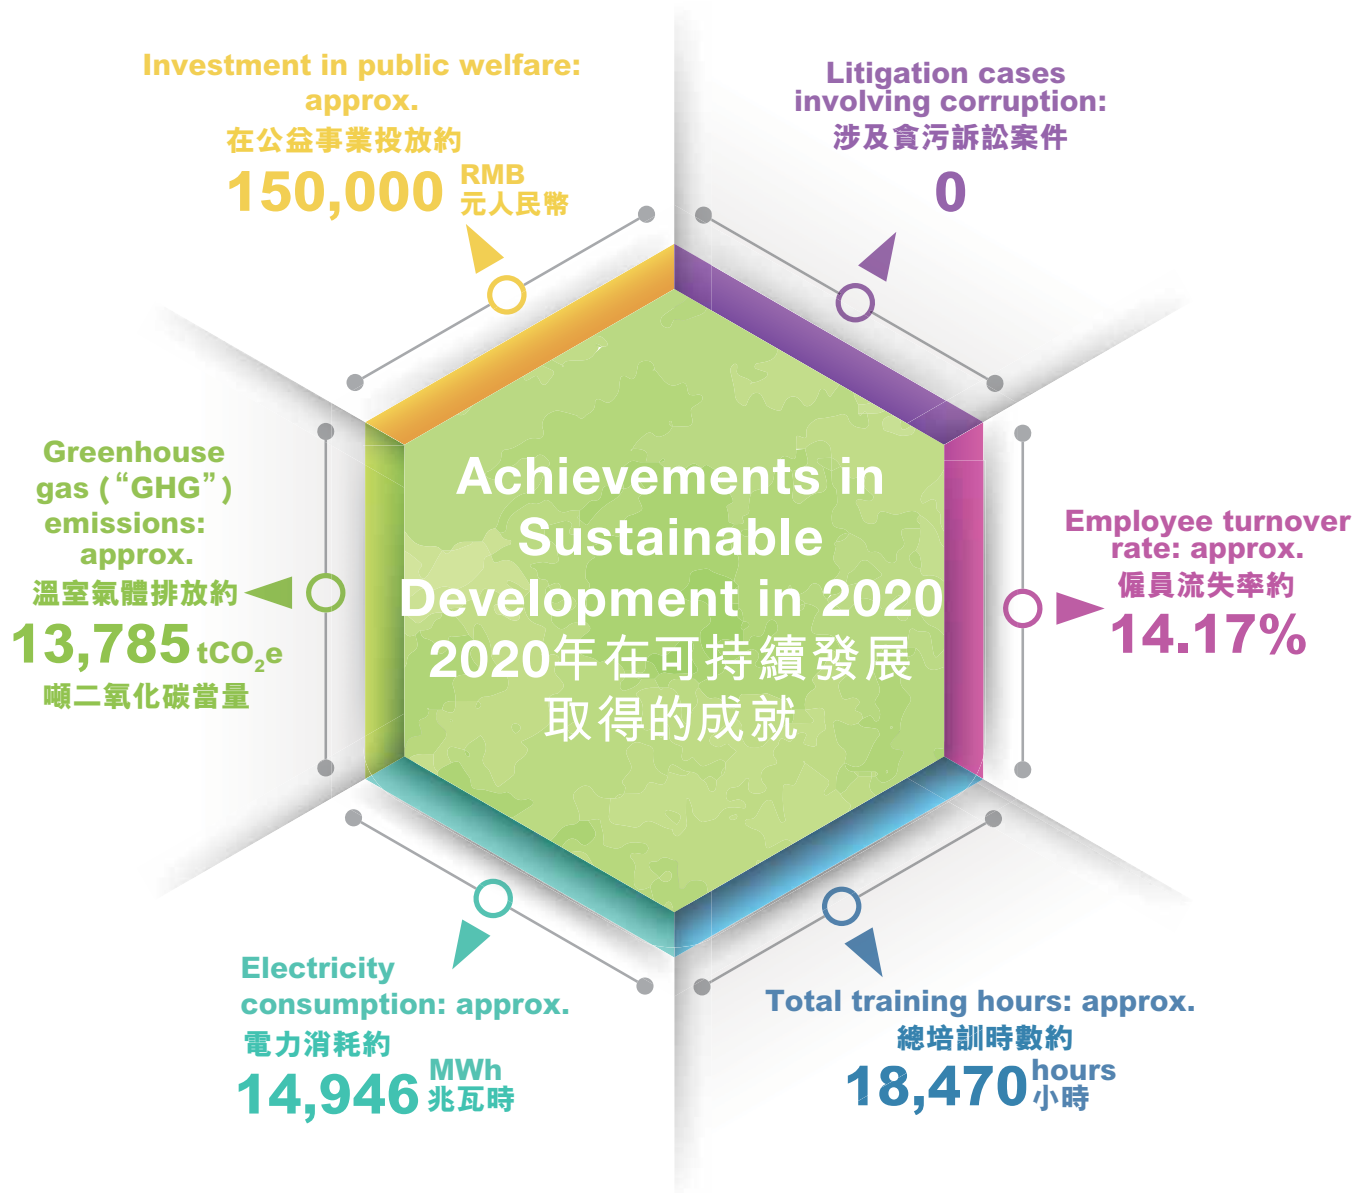 Investment in public welfare:
approx.
在公益事業投放約
150,000 RMB
元人民幣
Litigation cases
involving corruption:
涉及貪污訴訟案件
0
Greenhouse
gas (“GHG”)
emissions:
approx.
溫室氣體排放約
13,785 tCO₂e
噸二氧化碳當量
Achievements in
Sustainable
Development in 2020
2020年在可持續發展
取得的成就
Employee turnover
rate: approx.
僱員流失率約
14.17%
Electricity
consumption: approx.
電力消耗約
14,946 MWh
兆瓦時
Total training hours: approx.
總培訓時數約
18,470 hours
小時